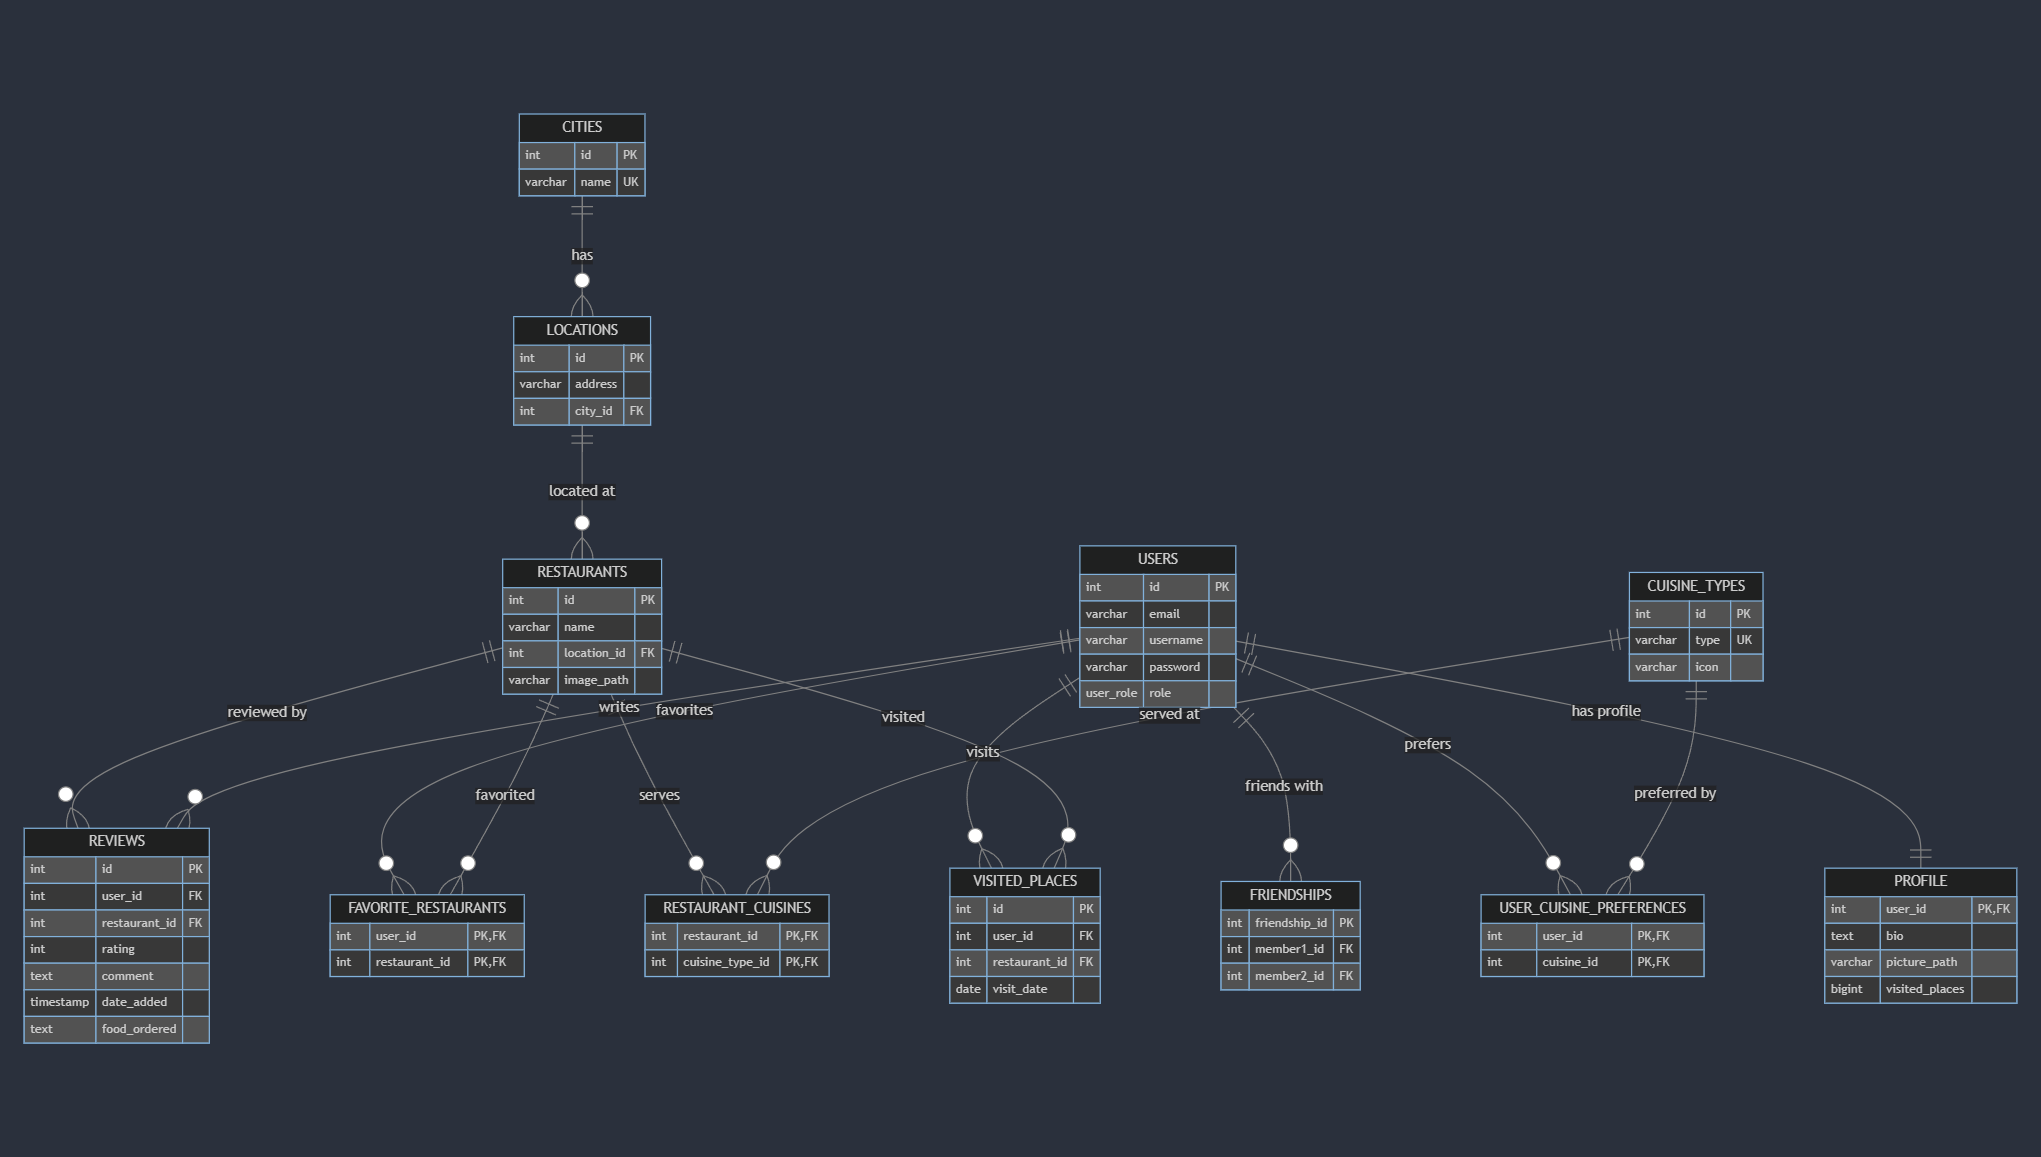 CITIES
int id PK
varchar name UK
has
LOCATIONS
int id PK
varchar address
int city_id FK
located at
RESTAURANTS
int id PK
varchar name
int location_id FK
varchar image_path
USERS
int id PK
varchar email
varchar username
varchar password
user_role role
CUISINE_TYPES
int id PK
varchar type UK
varchar icon
reviewed by
writes
favorites
visited
served at
has profile
visits
prefers
favorited
serves
friends with
preferred by
REVIEWS
int id PK
int user_id FK
int restaurant_id FK
int rating
text comment
timestamp date_added
text food_ordered
FAVORITE_RESTAURANTS
int user_id PK,FK
int restaurant_id PK,FK
RESTAURANT_CUISINES
int restaurant_id PK,FK
int cuisine_type_id PK,FK
VISITED_PLACES
int id PK
int user_id FK
int restaurant_id FK
date visit_date
FRIENDSHIPS
int friendship_id PK
int member1_id FK
int member2_id FK
USER_CUISINE_PREFERENCES
int user_id PK,FK
int cuisine_id PK,FK
PROFILE
int user_id PK,FK
text bio
varchar picture_path
bigint visited_places